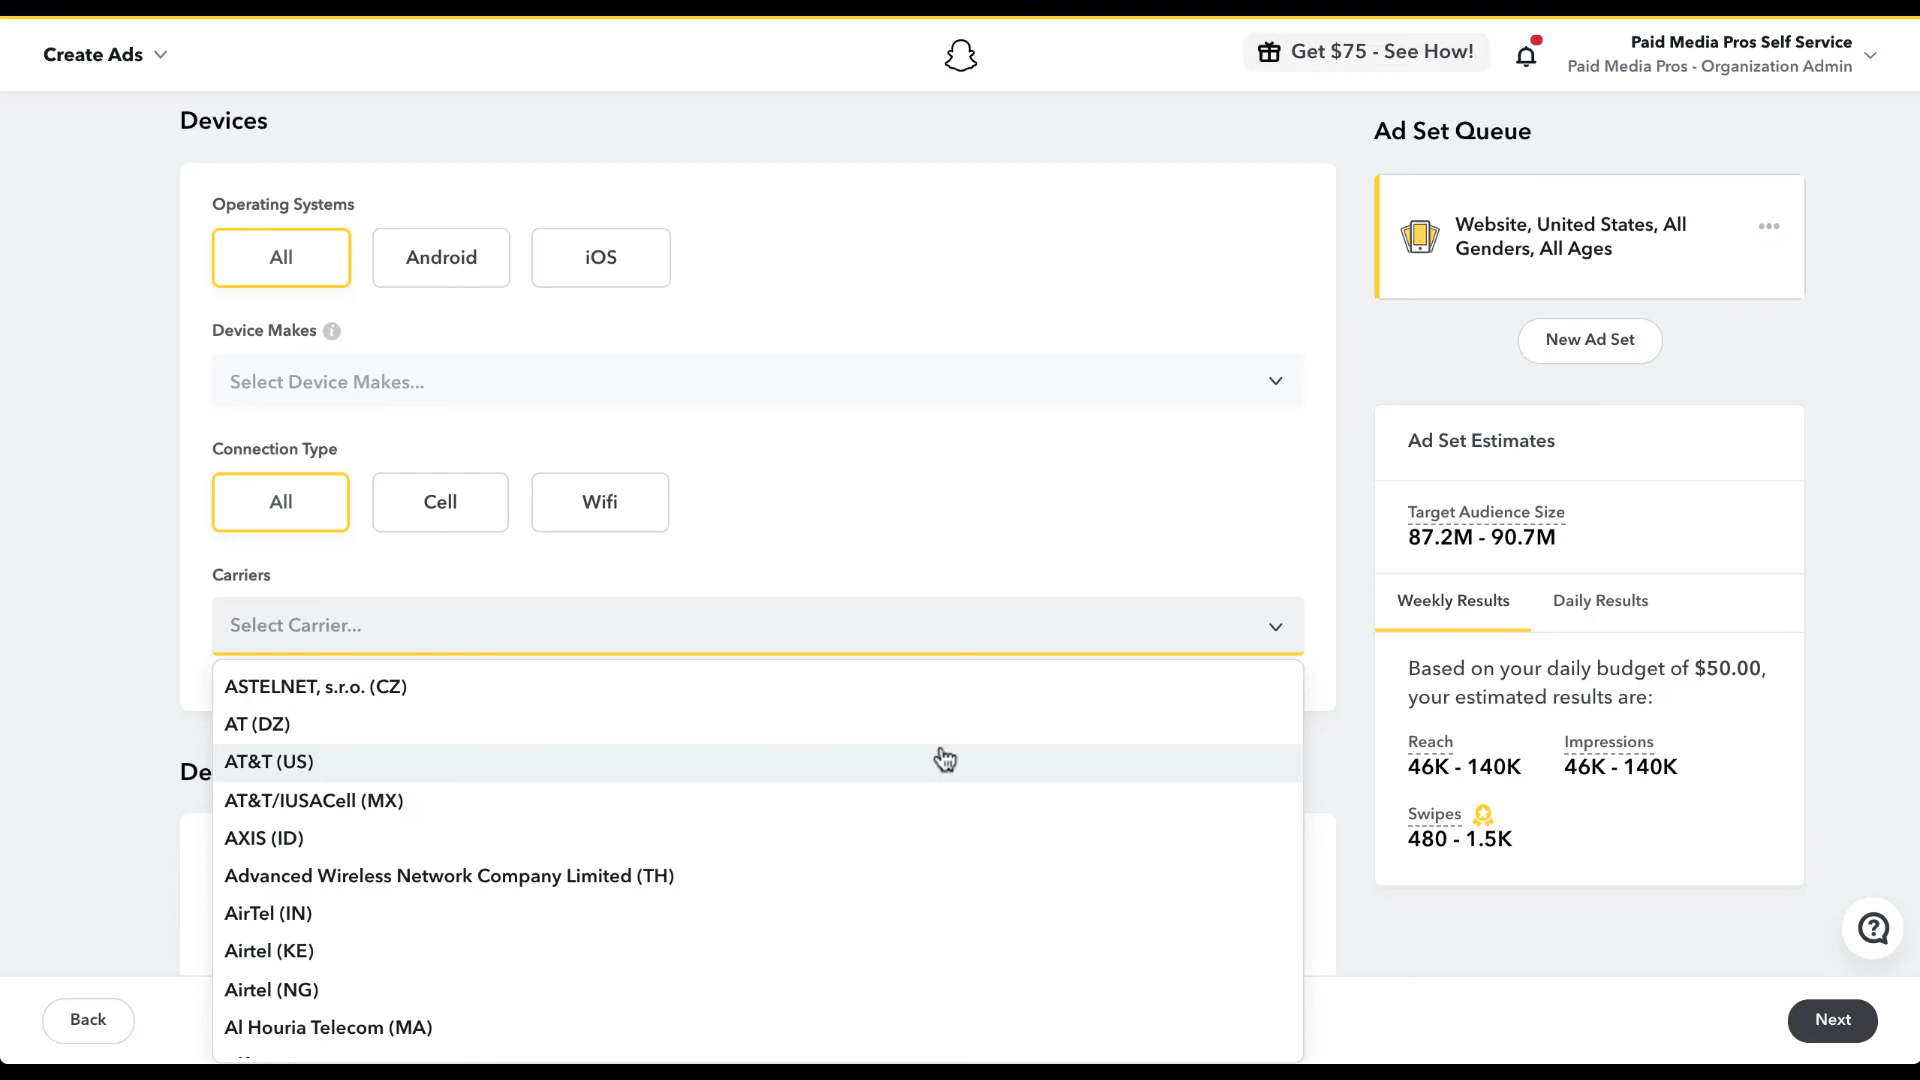 Create Ads
Get $75 - See How!
Paid Media Pros Self Service
Paid Media Pros - Organization Admin
Devices
Operating Systems
All
Android
iOS
Device Makes
Select Device Makes...
Connection Type
All
Cell
Wifi
Carriers
Select Carrier...
ASTELNET, s.r.o. (CZ)
AT (DZ)
AT&T (US)
AT&T/IUSACell (MX)
AXIS (ID)
Advanced Wireless Network Company Limited (TH)
AirTel (IN)
Airtel (KE)
Airtel (NG)
Al Houria Telecom (MA)
De
Ad Set Queue
Website, United States, All
Genders, All Ages
New Ad Set
Ad Set Estimates
Target Audience Size
87.2M - 90.7M
Weekly Results
Daily Results
Based on your daily budget of $50.00,
your estimated results are:
Reach
46K - 140K
Impressions
46K - 140K
Swipes
480 - 1.5K
Back
Next